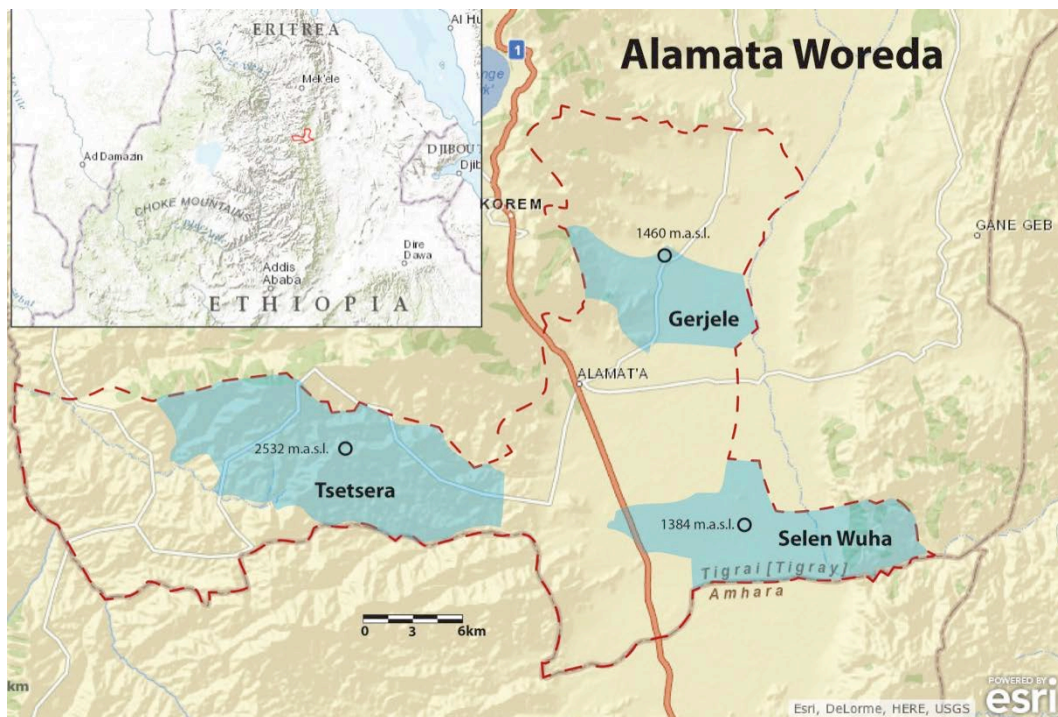 Alamata Woreda
ERITREA
Mek'ele
Ad Damazin
DJIBOUT
CHOKE MOUNTAINS
Dire
Dawa
Addis
Ababa
ETHIOPIA
1
KOREM
GANE GEB
1460 m.a.s.l.
Gerjele
ALAMAT'A
2532 m.a.s.l.
Tsetsera
1384 m.a.s.l.
Selen Wuha
Tigrai [Tigray]
Amhara
0 3 6km
km
POWERED BY
esri
Esri, DeLorme, HERE, USGS